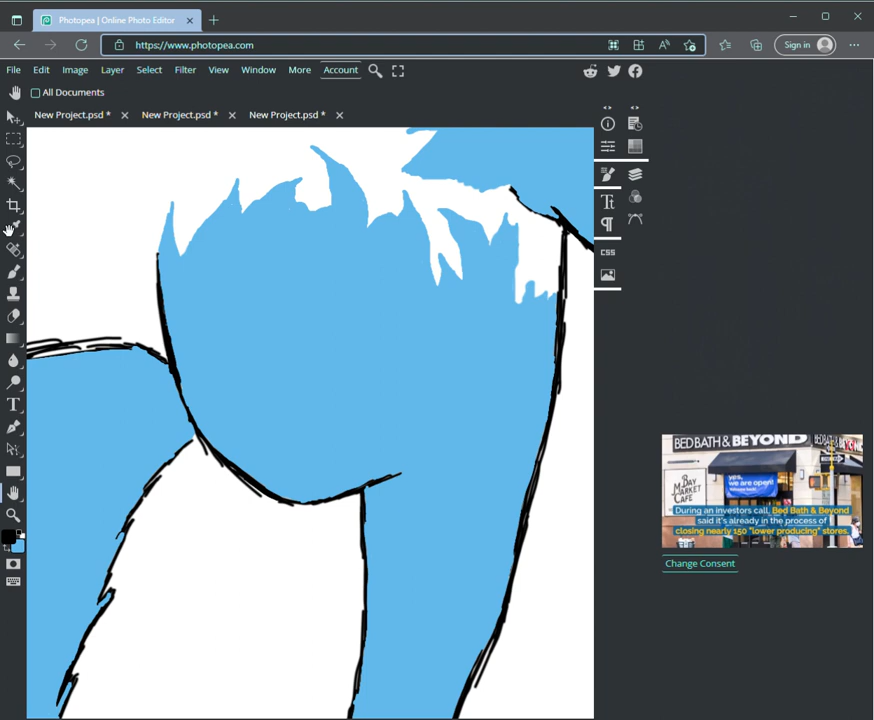 Photopea | Online Photo Editor
https://www.photopea.com
Sign in
File Edit Image Layer Select Filter View Window More Account
All Documents
New Project.psd * New Project.psd * New Project.psd *
CSS
BED BATH & BEYOND
yes,
we are open!
MAY
MARKET
CAFE
During an investors call, Bed Bath & Beyond
said it's already in the process of
closing nearly 150 "lower producing" stores.
Change Consent